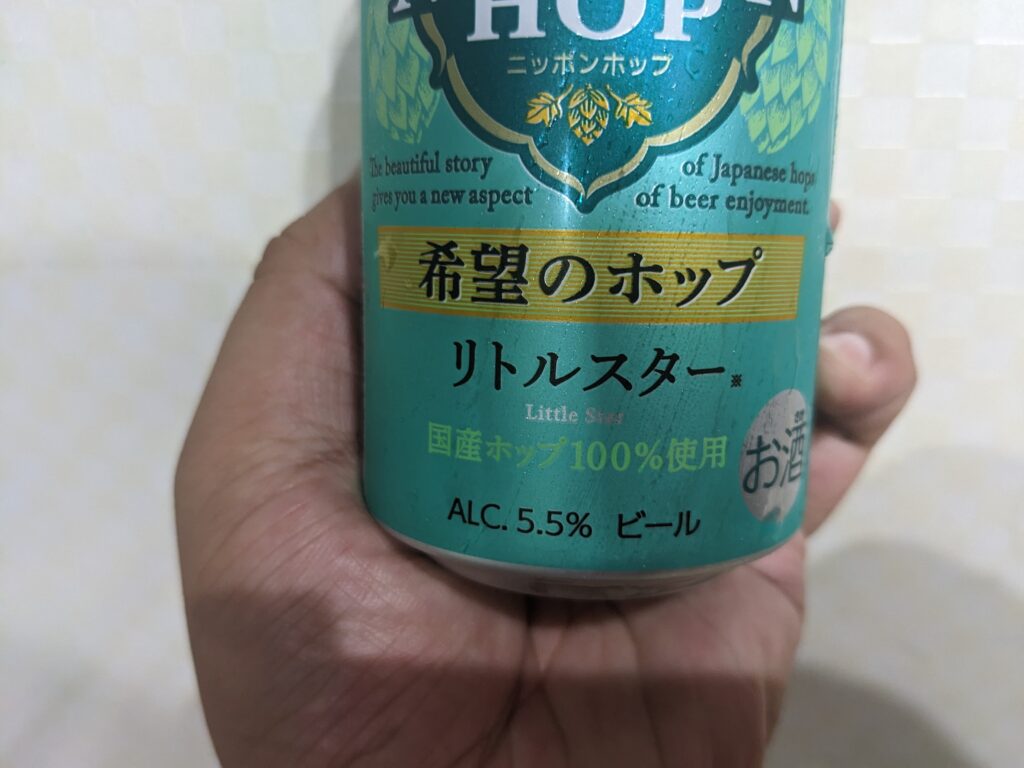 HOP
ニッポンホップ
The beautiful story
gives you a new aspect
of Japanese hops
of beer enjoyment.
希望のホップ
リトルスター※
Little Star
国産ホップ100%使用
お酒
ALC. 5.5% ビール